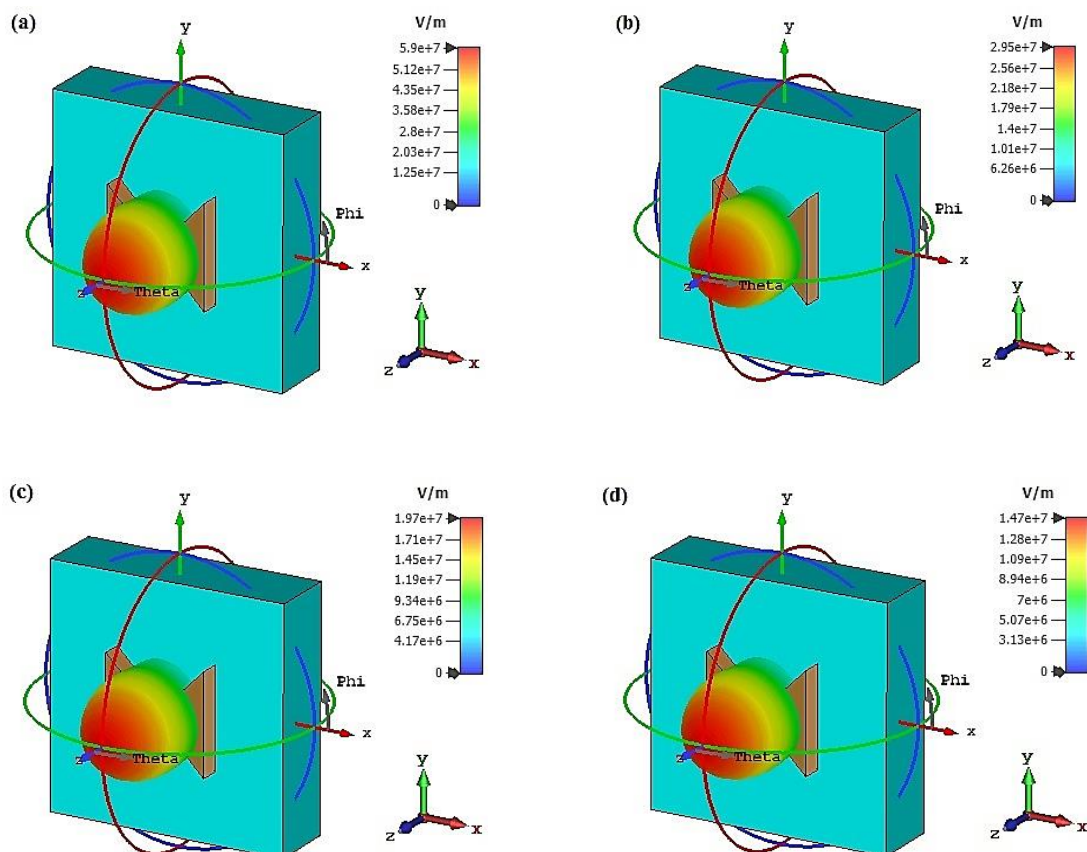 (a)
V/m
5.9e+7
5.12e+7
4.35e+7
3.58e+7
2.8e+7
2.03e+7
1.25e+7
0
y
Phi
x
z
Theta
y
x
z
(b)
V/m
2.95e+7
2.56e+7
2.18e+7
1.79e+7
1.4e+7
1.01e+7
6.26e+6
0
y
Phi
x
z
Theta
y
x
z
(c)
V/m
1.97e+7
1.71e+7
1.45e+7
1.19e+7
9.34e+6
6.75e+6
4.17e+6
0
y
Phi
x
z
Theta
y
x
z
(d)
V/m
1.47e+7
1.28e+7
1.09e+7
8.94e+6
7e+6
5.07e+6
3.13e+6
0
y
Phi
x
z
Theta
y
x
z